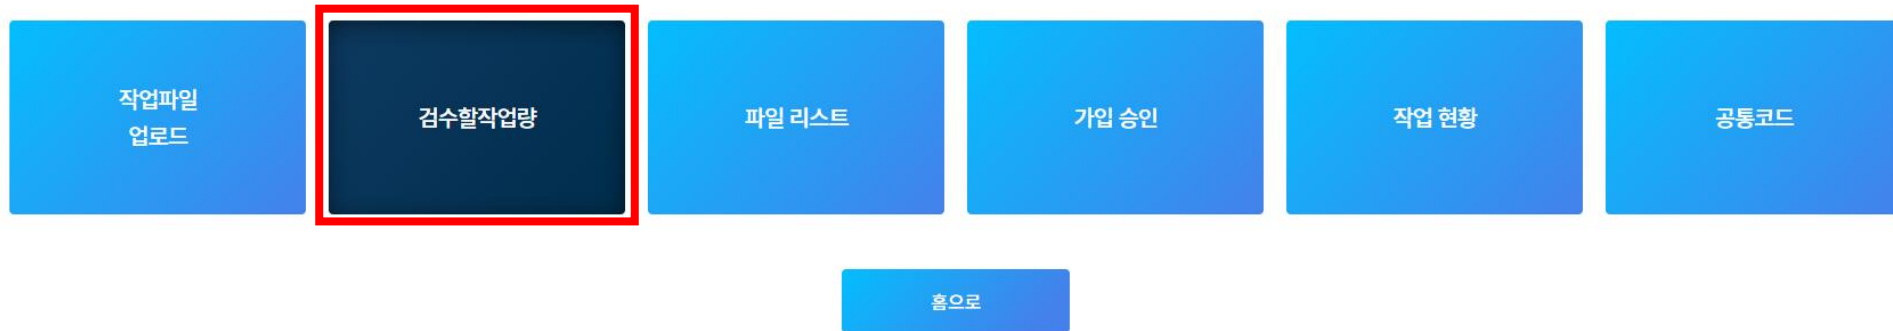 작업파일
업로드
검수할작업량
파일 리스트
가입 승인
작업 현황
공통코드
홈으로